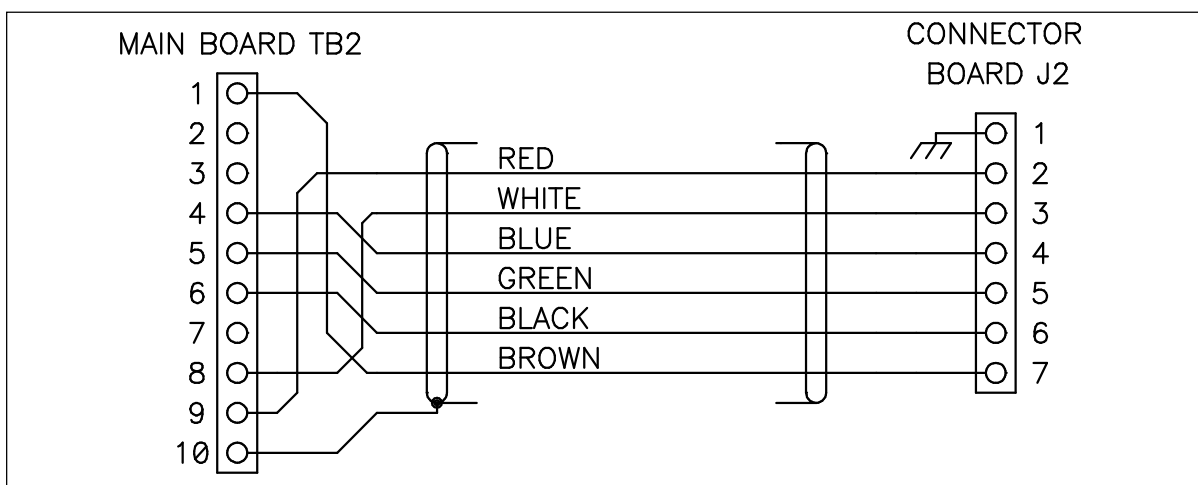 MAIN BOARD TB2
1
2
3
4
5
6
7
8
9
10
RED
WHITE
BLUE
GREEN
BLACK
BROWN
CONNECTOR
BOARD J2
1
2
3
4
5
6
7